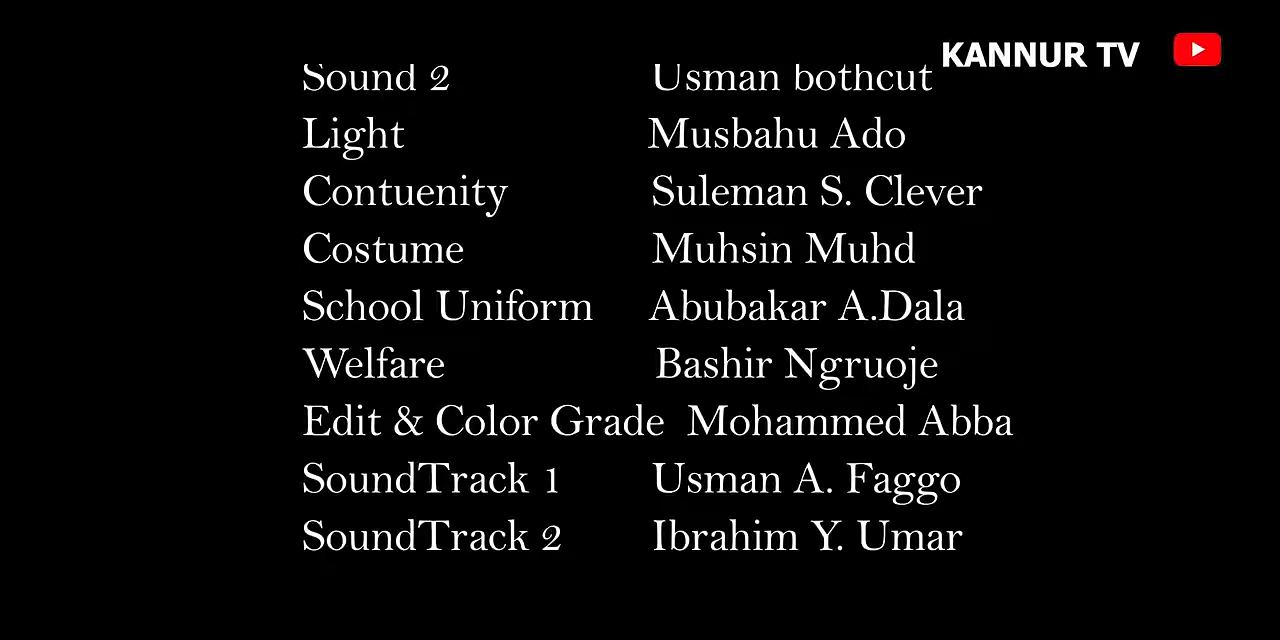 KANNUR TV
Sound 2 Usman bothcut
Light Musbahu Ado
Contuenity Suleman S. Clever
Costume Muhsin Muhd
School Uniform Abubakar A.Dala
Welfare Bashir Ngruoje
Edit & Color Grade Mohammed Abba
SoundTrack 1 Usman A. Faggo
SoundTrack 2 Ibrahim Y. Umar